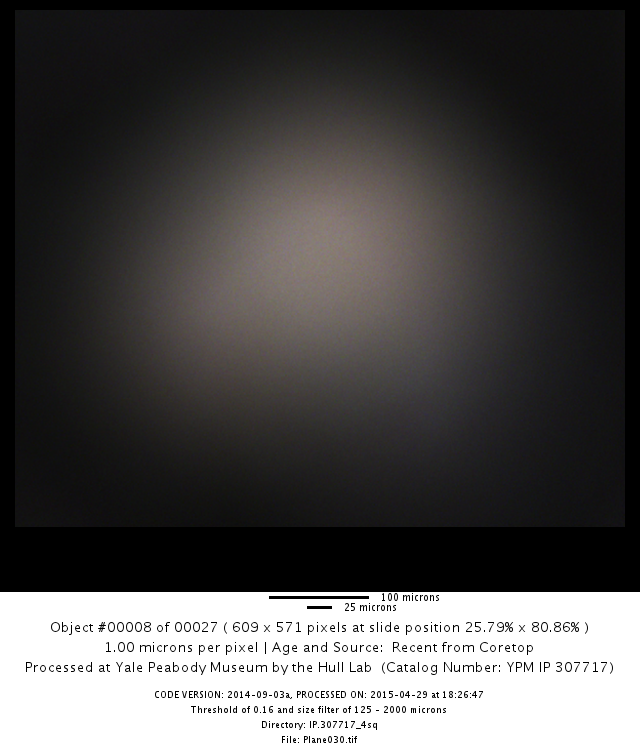 100 microns
25 microns
Object #00008 of 00027 ( 609 x 571 pixels at slide position 25.79% x 80.86% )
1.00 microns per pixel | Age and Source:  Recent from Coretop
Processed at Yale Peabody Museum by the Hull Lab  (Catalog Number: YPM IP 307717)
CODE VERSION: 2014-09-03a, PROCESSED ON: 2015-04-29 at 18:26:47
Threshold of 0.16 and size filter of 125 - 2000 microns
Directory: IP.307717_4sq
File: Plane030.tif